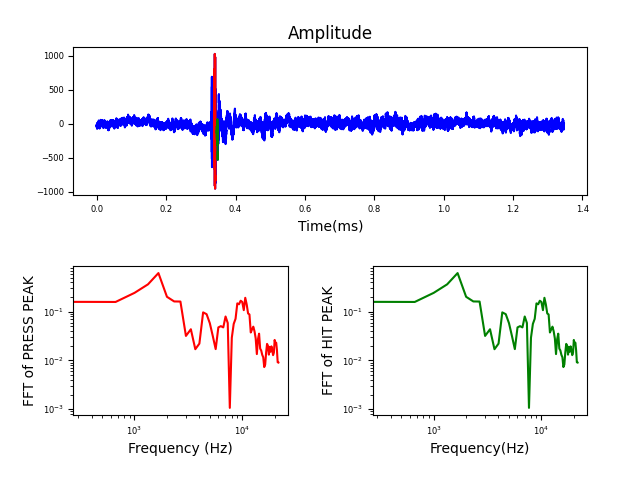 Amplitude
1000
500
0
−500
−1000
0.0 0.2 0.4 0.6 0.8 1.0 1.2 1.4
Time(ms)
FFT of PRESS PEAK
10⁻¹
10⁻²
10⁻³
10³ 10⁴
Frequency (Hz)
FFT of HIT PEAK
10⁻¹
10⁻²
10⁻³
10³ 10⁴
Frequency(Hz)